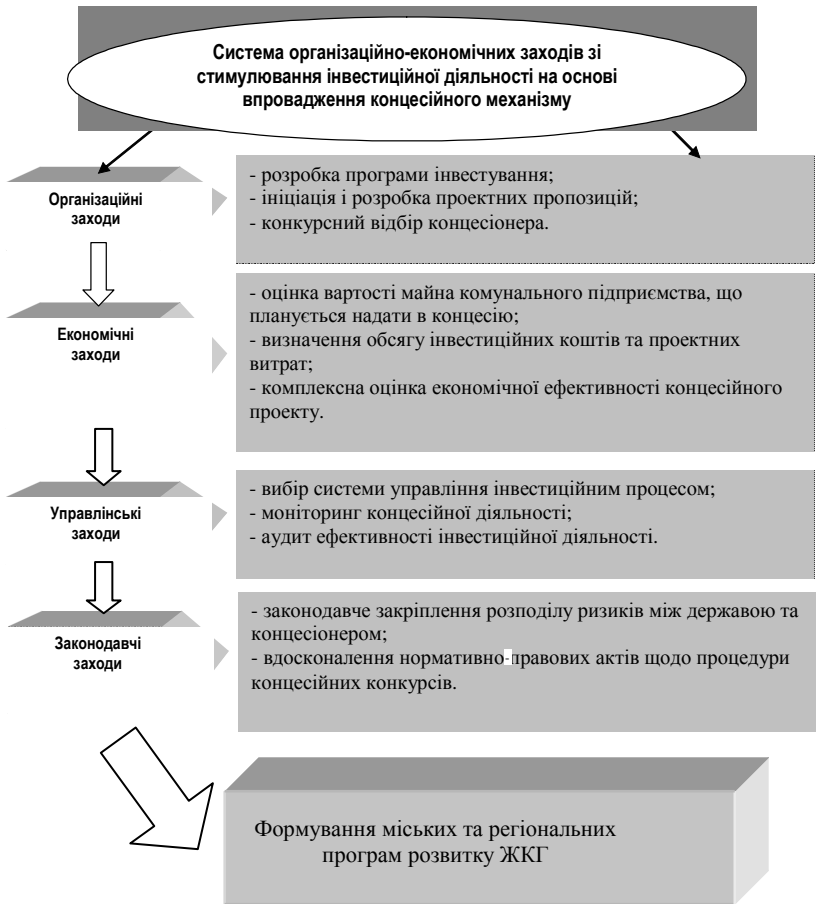 Система організаційно-економічних заходів зі
стимулювання інвестиційної діяльності на основі
впровадження концесійного механізму
Організаційні
заходи
- розробка програми інвестування;
- ініціація і розробка проектних пропозицій;
- конкурсний відбір концесіонера.
Економічні
заходи
- оцінка вартості майна комунального підприємства, що
планується надати в концесію;
- визначення обсягу інвестиційних коштів та проектних
витрат;
- комплексна оцінка економічної ефективності концесійного
проекту.
Управлінські
заходи
- вибір системи управління інвестиційним процесом;
- моніторинг концесійної діяльності;
- аудит ефективності інвестиційної діяльності.
Законодавчі
заходи
- законодавче закріплення розподілу ризиків між державою та
концесіонером;
- вдосконалення нормативно-правових актів щодо процедури
концесійних конкурсів.
Формування міських та регіональних
програм розвитку ЖКГ